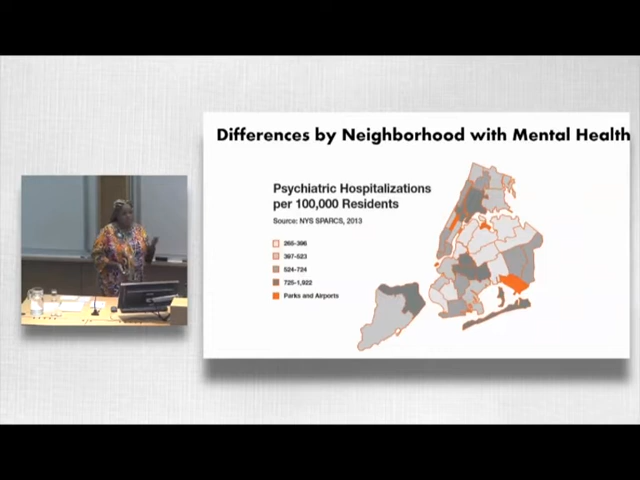 Differences by Neighborhood with Mental Health
Psychiatric Hospitalizations
per 100,000 Residents
Source: NYS SPARCS, 2013
265-396
397-523
524-724
725-1,922
Parks and Airports